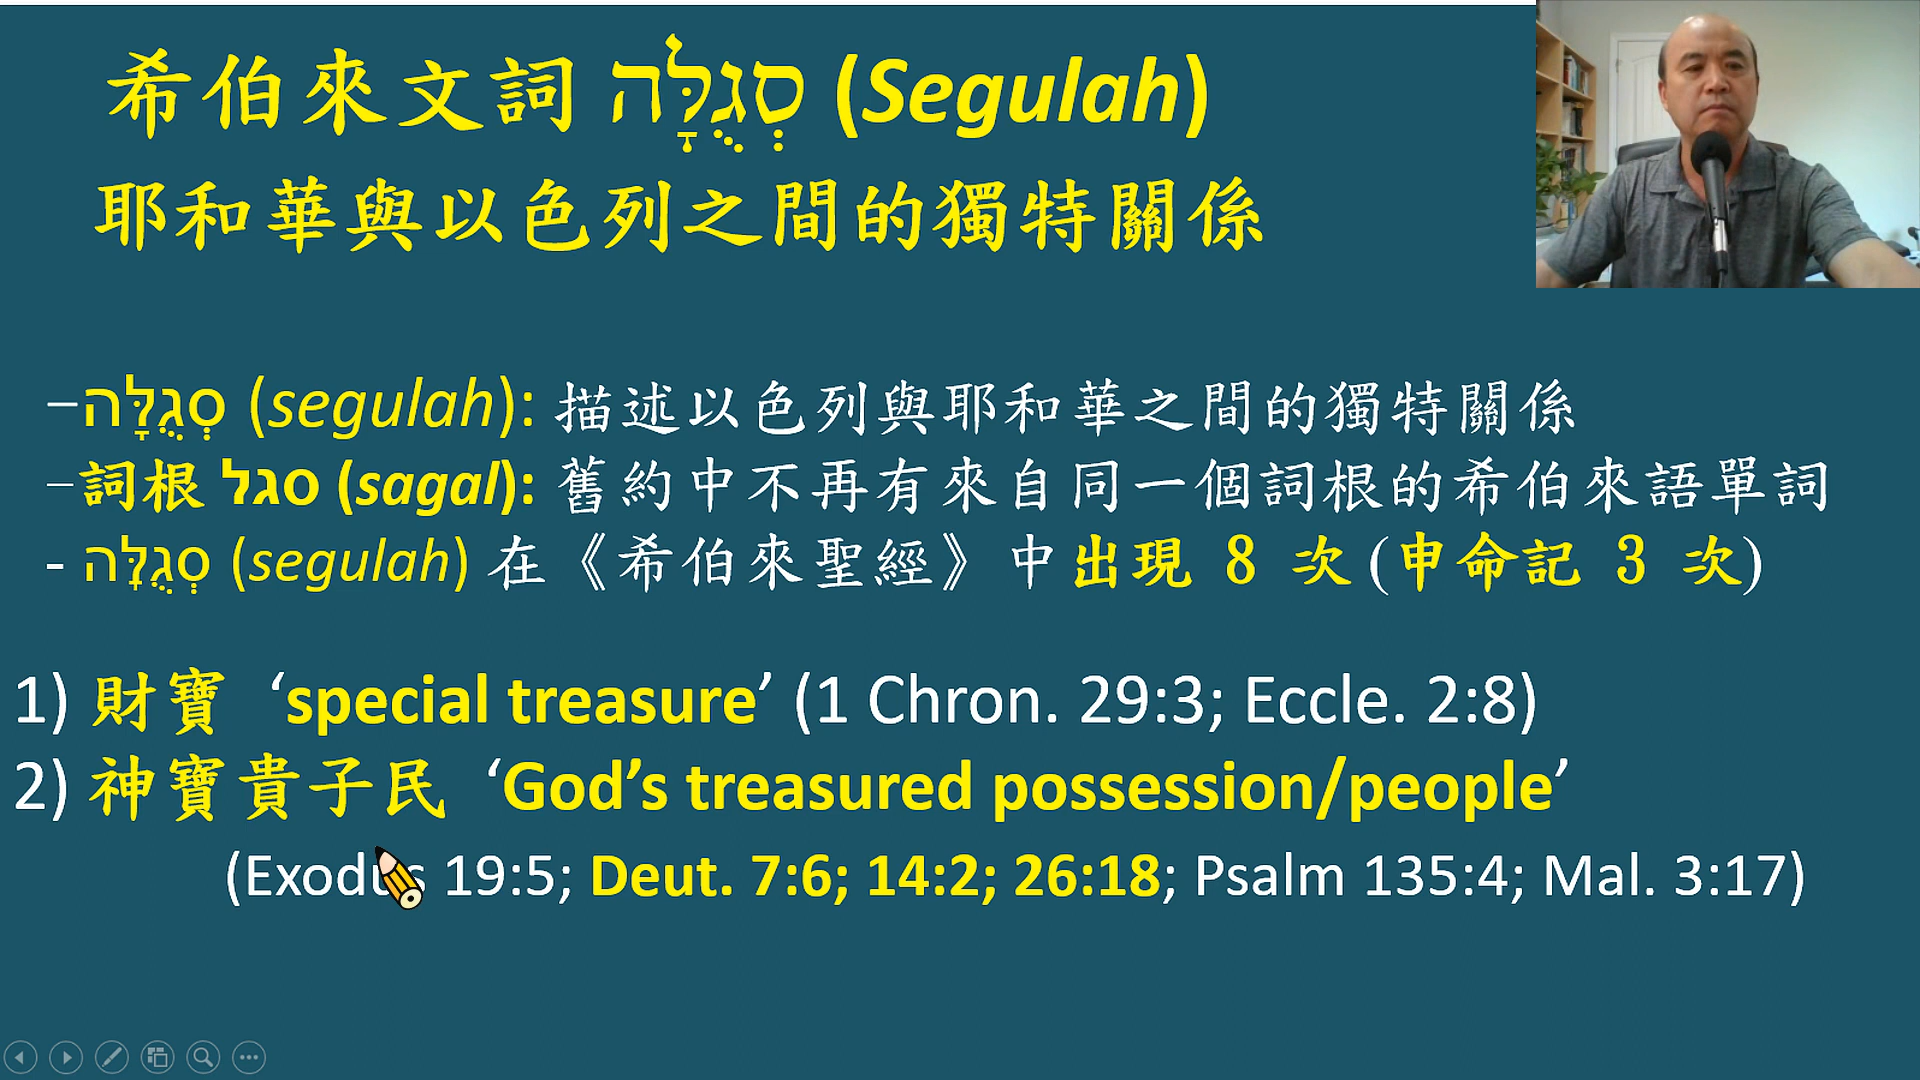 希伯來文詞 סְגֻלָּה (Segulah)
耶和華與以色列之間的獨特關係
–סְגֻלָּה (segulah): 描述以色列與耶和華之間的獨特關係
–詞根 סגל (sagal): 舊約中不再有來自同一個詞根的希伯來語單詞
- סְגֻלָּה (segulah) 在《希伯來聖經》中出現 8 次 (申命記 3 次)
1) 財寶 ‘special treasure’ (1 Chron. 29:3; Eccle. 2:8)
2) 神寶貴子民 ‘God’s treasured possession/people’
(Exodus 19:5; Deut. 7:6; 14:2; 26:18; Psalm 135:4; Mal. 3:17)